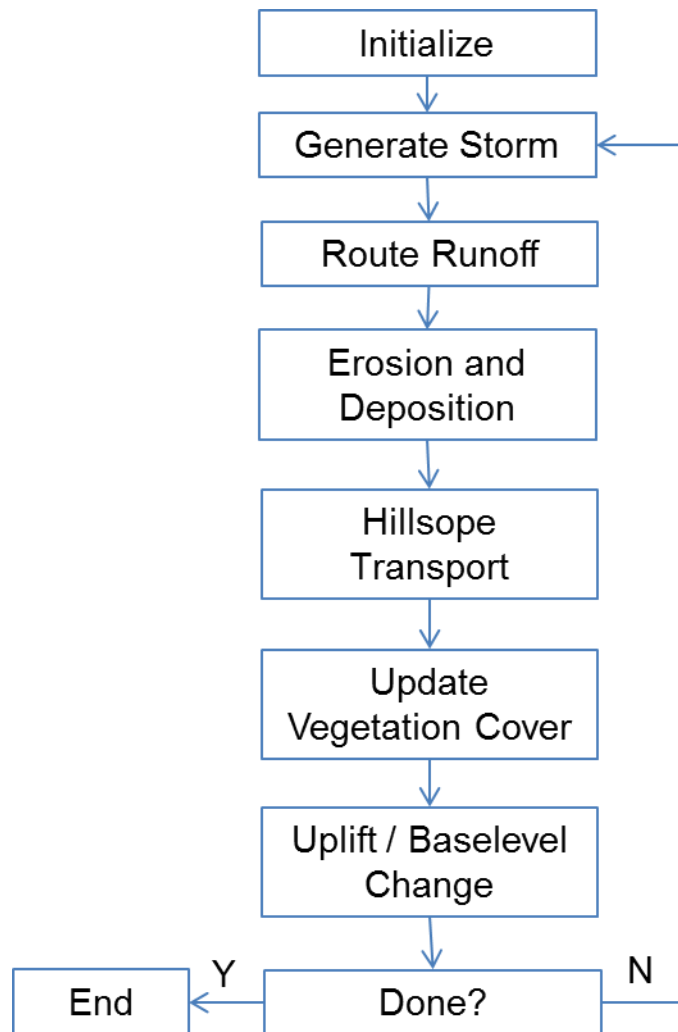 Initialize
Generate Storm
Route Runoff
Erosion and
Deposition
Hillsope
Transport
Update
Vegetation Cover
Uplift / Baselevel
Change
Y
N
End
Done?